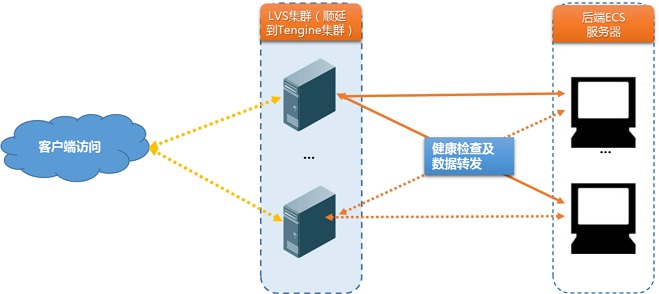 LVS集群（顺延
到Tengine集群）
后端ECS
服务器
客户端访问
...
健康检查及
数据转发
...